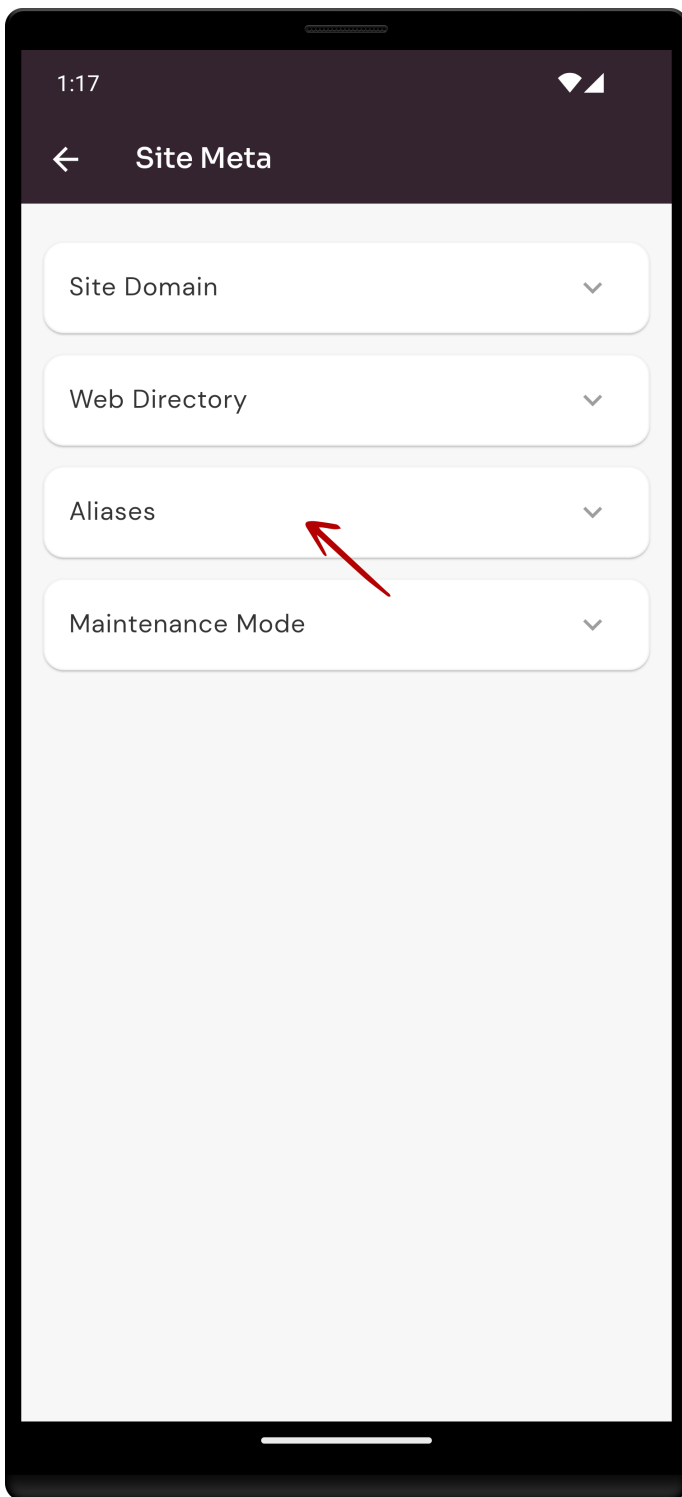 1:17
Site Meta
Site Domain
Web Directory
Aliases
Maintenance Mode